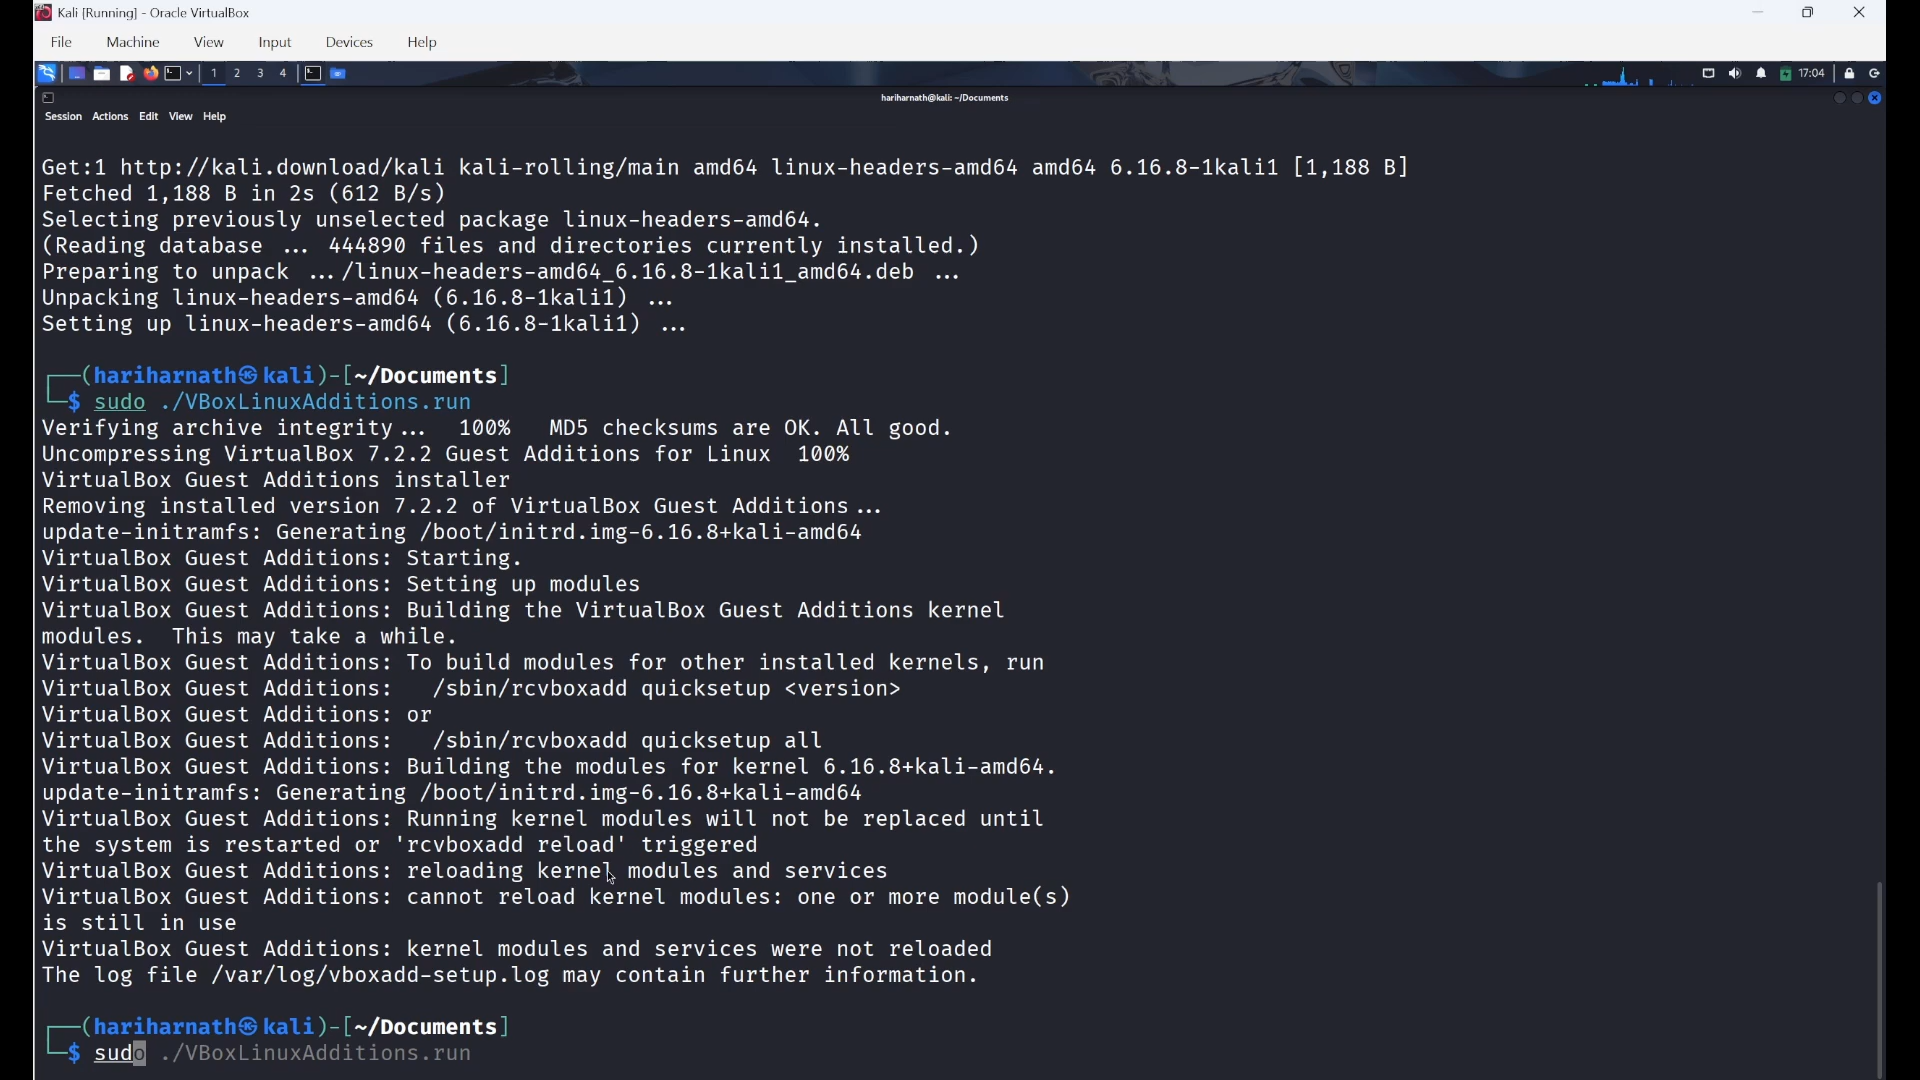 Kali [Running] - Oracle VirtualBox
File Machine View Input Devices Help
1 2 3 4 17:04
hariharnath@kali: ~/Documents
Session Actions Edit View Help
Get:1 http://kali.download/kali kali-rolling/main amd64 linux-headers-amd64 amd64 6.16.8-1kali1 [1,188 B]
Fetched 1,188 B in 2s (612 B/s)
Selecting previously unselected package linux-headers-amd64.
(Reading database ... 444890 files and directories currently installed.)
Preparing to unpack .../linux-headers-amd64_6.16.8-1kali1_amd64.deb ...
Unpacking linux-headers-amd64 (6.16.8-1kali1) ...
Setting up linux-headers-amd64 (6.16.8-1kali1) ...
┌──(hariharnath㉿kali)-[~/Documents]
└─$ sudo ./VBoxLinuxAdditions.run
Verifying archive integrity... 100% MD5 checksums are OK. All good.
Uncompressing VirtualBox 7.2.2 Guest Additions for Linux 100%
VirtualBox Guest Additions installer
Removing installed version 7.2.2 of VirtualBox Guest Additions...
update-initramfs: Generating /boot/initrd.img-6.16.8+kali-amd64
VirtualBox Guest Additions: Starting.
VirtualBox Guest Additions: Setting up modules
VirtualBox Guest Additions: Building the VirtualBox Guest Additions kernel
modules. This may take a while.
VirtualBox Guest Additions: To build modules for other installed kernels, run
VirtualBox Guest Additions: /sbin/rcvboxadd quicksetup <version>
VirtualBox Guest Additions: or
VirtualBox Guest Additions: /sbin/rcvboxadd quicksetup all
VirtualBox Guest Additions: Building the modules for kernel 6.16.8+kali-amd64.
update-initramfs: Generating /boot/initrd.img-6.16.8+kali-amd64
VirtualBox Guest Additions: Running kernel modules will not be replaced until
the system is restarted or 'rcvboxadd reload' triggered
VirtualBox Guest Additions: reloading kernel modules and services
VirtualBox Guest Additions: cannot reload kernel modules: one or more module(s)
is still in use
VirtualBox Guest Additions: kernel modules and services were not reloaded
The log file /var/log/vboxadd-setup.log may contain further information.
┌──(hariharnath㉿kali)-[~/Documents]
└─$ sudo ./VBoxLinuxAdditions.run